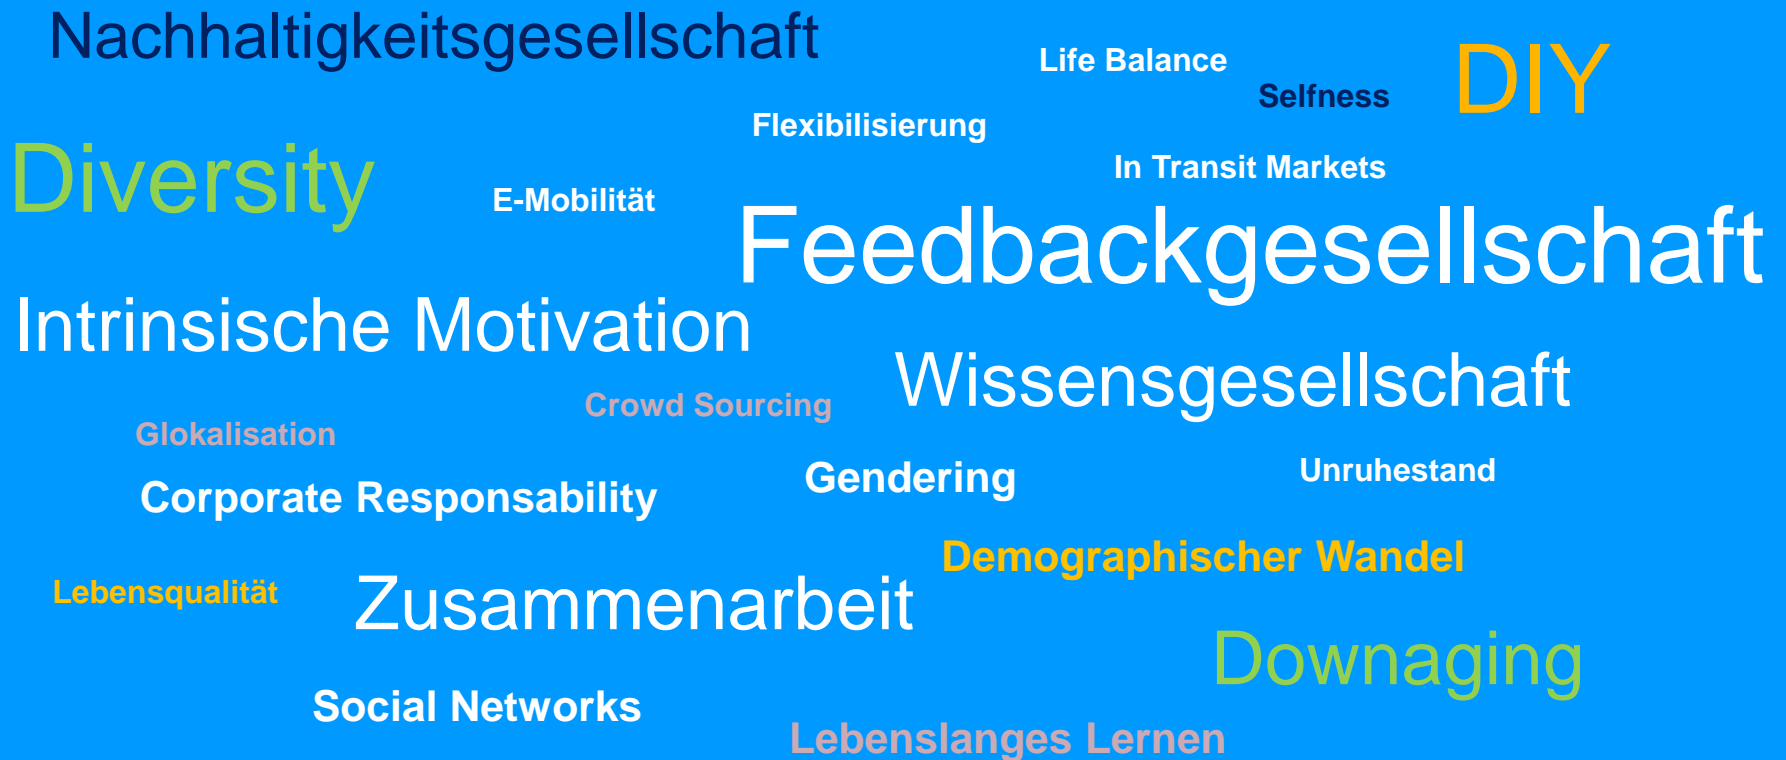 Nachhaltigkeitsgesellschaft
Life Balance
DIY
Selfness
Flexibilisierung
In Transit Markets
Diversity
E-Mobilität
Feedbackgesellschaft
Intrinsische Motivation
Wissensgesellschaft
Crowd Sourcing
Glokalisation
Gendering
Unruhestand
Corporate Responsability
Demographischer Wandel
Lebensqualität
Zusammenarbeit
Downaging
Social Networks
Lebenslanges Lernen